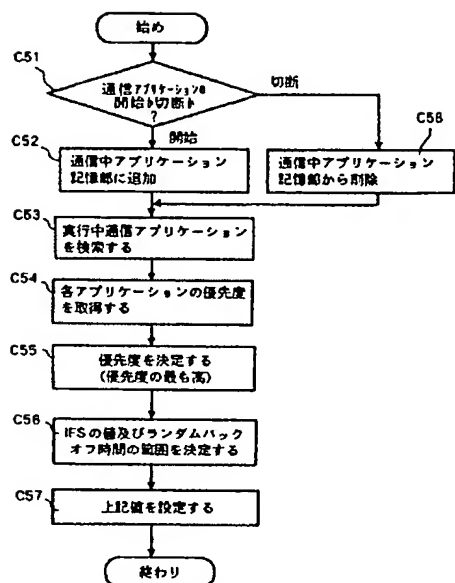 始め
C51
通信アプリケーションの
開始か切断か
?
切断
開始
C52
通信中アプリケーション
記憶部に追加
C58
通信中アプリケーション
記憶部から削除
C53
実行中通信アプリケーション
を検索する
C54
各アプリケーションの優先度
を取得する
C55
優先度を決定する
(優先度の最も高)
C56
IFSの値及びランダムバック
オフ時間の範囲を決定する
C57
上記値を設定する
終わり